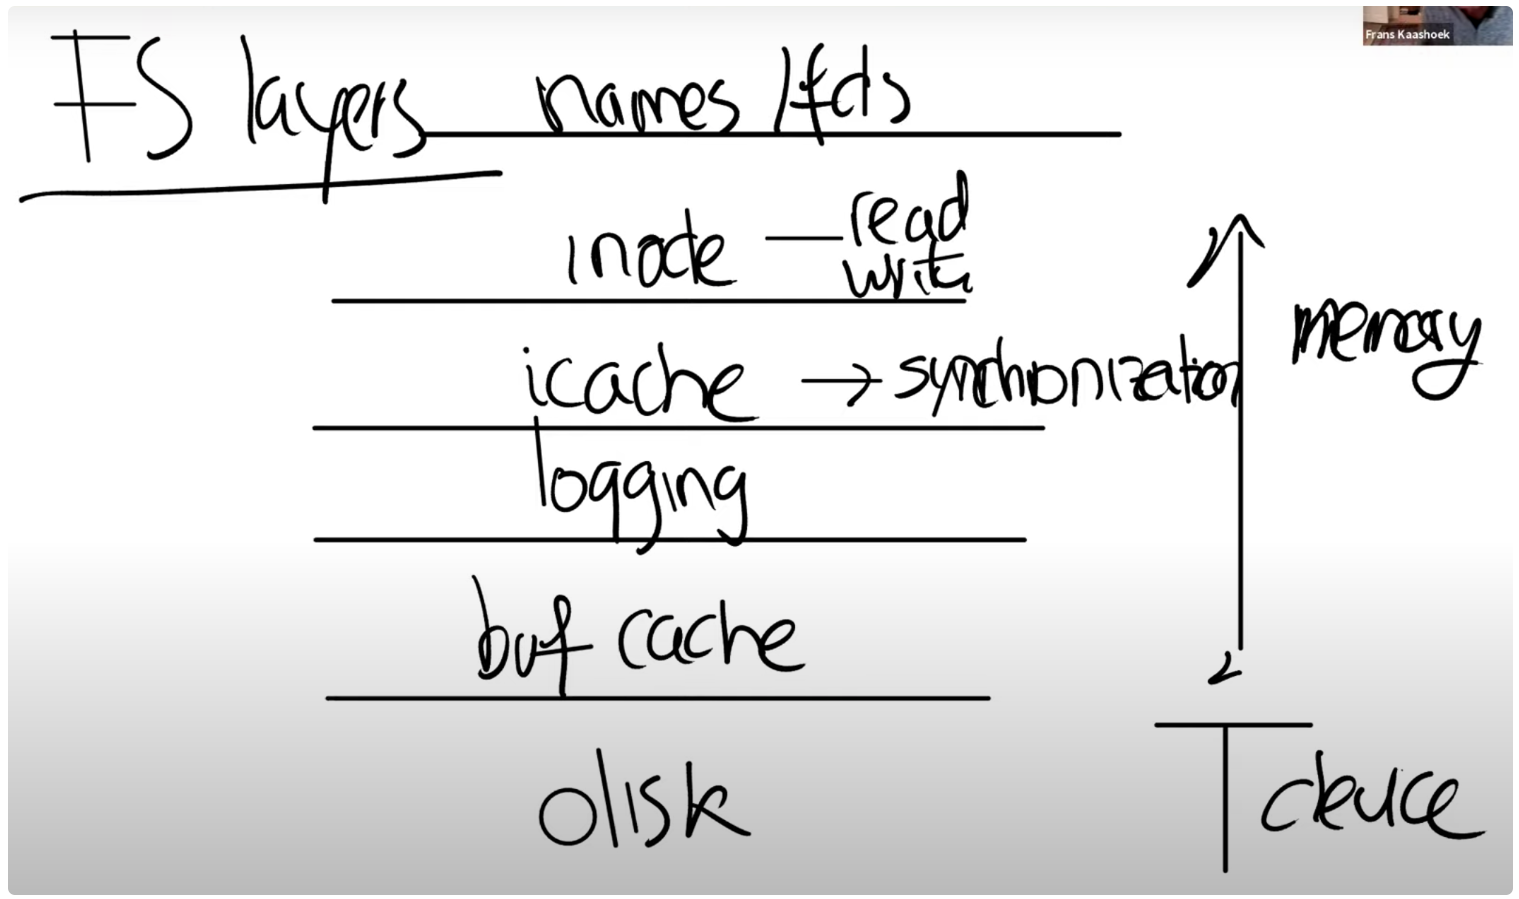 Frans Kaashoek
FS layers names / fds
inode — read
write
memory
icache → synchronization
logging
buf cache
disk
device